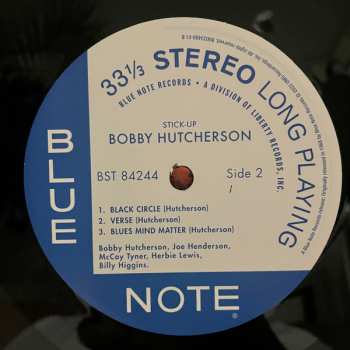 33⅓ STEREO LONG PLAYING
BLUE NOTE RECORDS • A DIVISION OF LIBERTY RECORDS, INC.
STICK-UP
BOBBY HUTCHERSON
BST 84244 Side 2
1. BLACK CIRCLE (Hutcherson)
2. VERSE (Hutcherson)
3. BLUES MIND MATTER (Hutcherson)
Bobby Hutcherson, Joe Henderson,
McCoy Tyner, Herbie Lewis,
Billy Higgins.
BLUE
NOTE®